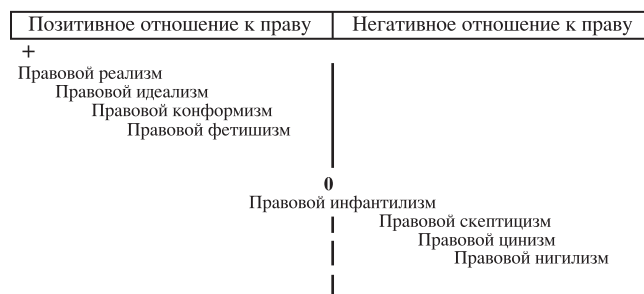 Позитивное отношение к праву Негативное отношение к праву
+
Правовой реализм
Правовой идеализм
Правовой конформизм
Правовой фетишизм
0
Правовой инфантилизм
Правовой скептицизм
Правовой цинизм
Правовой нигилизм